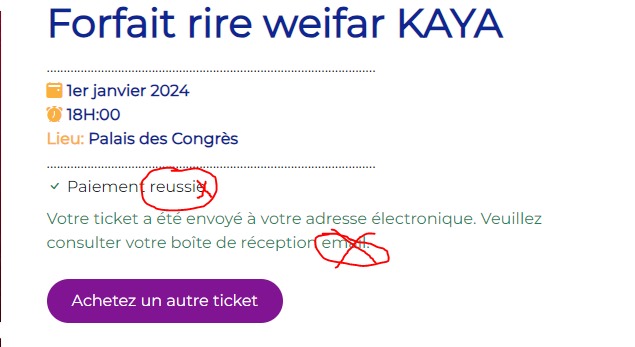 Forfait rire weifar KAYA
1er janvier 2024
18H:00
Lieu: Palais des Congrès
Paiement reussie
Votre ticket a été envoyé à votre adresse électronique. Veuillez
consulter votre boîte de réception email.
Achetez un autre ticket